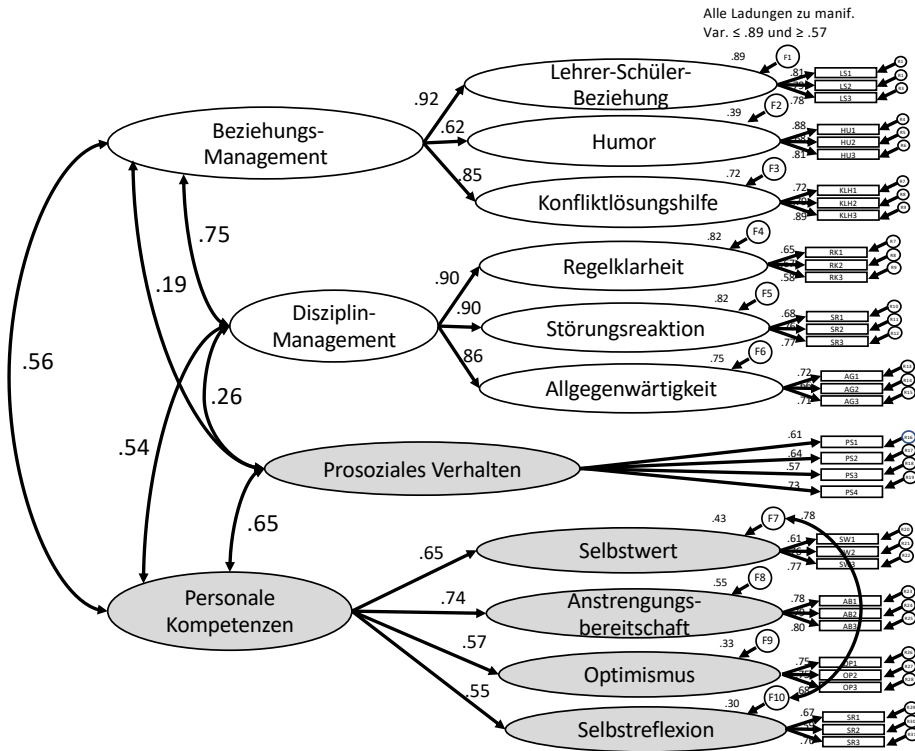 Alle Ladungen zu manif.
Var. ≤ .89 und ≥ .57
.89
F1
Lehrer-Schüler-
Beziehung
.81
LS1
LS2
.78
LS3
.92
.39
F2
Beziehungs-
Management
.62
Humor
.88
HU1
HU2
.81
HU3
.85
.72
F3
Konfliktlösungshilfe
.72
KLH1
KLH2
.89
KLH3
.75
.19
.82
F4
Regelklarheit
.65
RK1
RK2
.58
RK3
.90
.82
F5
Disziplin-
Management
.90
Störungsreaktion
.68
SR1
SR2
.77
SR3
.86
.75
F6
Allgegenwärtigkeit
.72
AG1
AG2
.71
AG3
.56
.26
.54
Prosoziales Verhalten
.61
PS1
.64
PS2
.57
PS3
.73
PS4
.65
.43
F7
.78
Selbstwert
.61
SW1
SW2
.77
SW3
.65
.55
F8
Personale
Kompetenzen
.74
Anstrengungs-
bereitschaft
.78
AB1
AB2
.80
AB3
.57
.33
F9
Optimismus
.75
OP1
OP2
.68
OP3
.55
.30
F10
Selbstreflexion
.67
SR1
SR2
.70
SR3